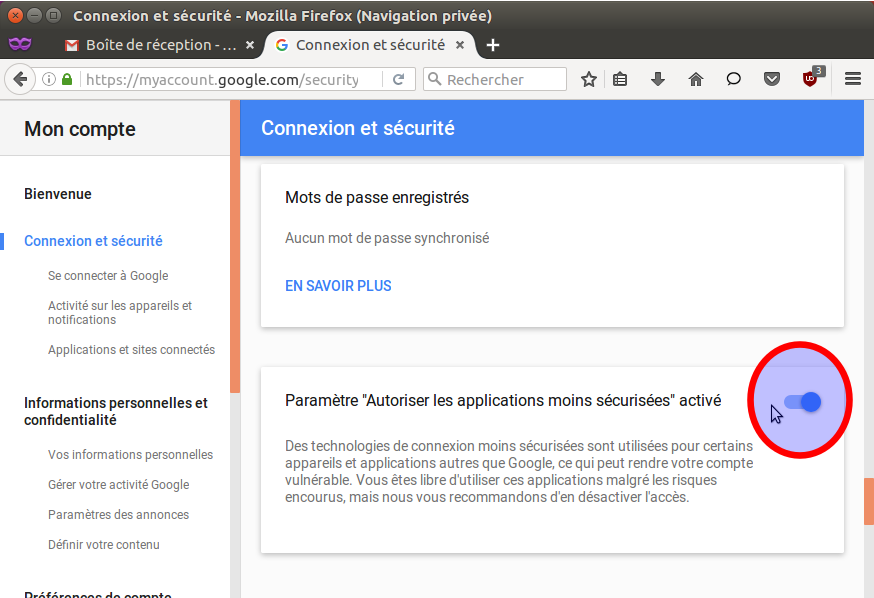 Connexion et sécurité - Mozilla Firefox (Navigation privée)
Boîte de réception - ... × Connexion et sécurité × +
https://myaccount.google.com/security Rechercher 3
Mon compte
Bienvenue
Connexion et sécurité
Se connecter à Google
Activité sur les appareils et
notifications
Applications et sites connectés
Informations personnelles et
confidentialité
Vos informations personnelles
Gérer votre activité Google
Paramètres des annonces
Définir votre contenu
Préférences de compte
Connexion et sécurité
Mots de passe enregistrés
Aucun mot de passe synchronisé
EN SAVOIR PLUS
Paramètre "Autoriser les applications moins sécurisées" activé
Des technologies de connexion moins sécurisées sont utilisées pour certains
appareils et applications autres que Google, ce qui peut rendre votre compte
vulnérable. Vous êtes libre d'utiliser ces applications malgré les risques
encourus, mais nous vous recommandons d'en désactiver l'accès.